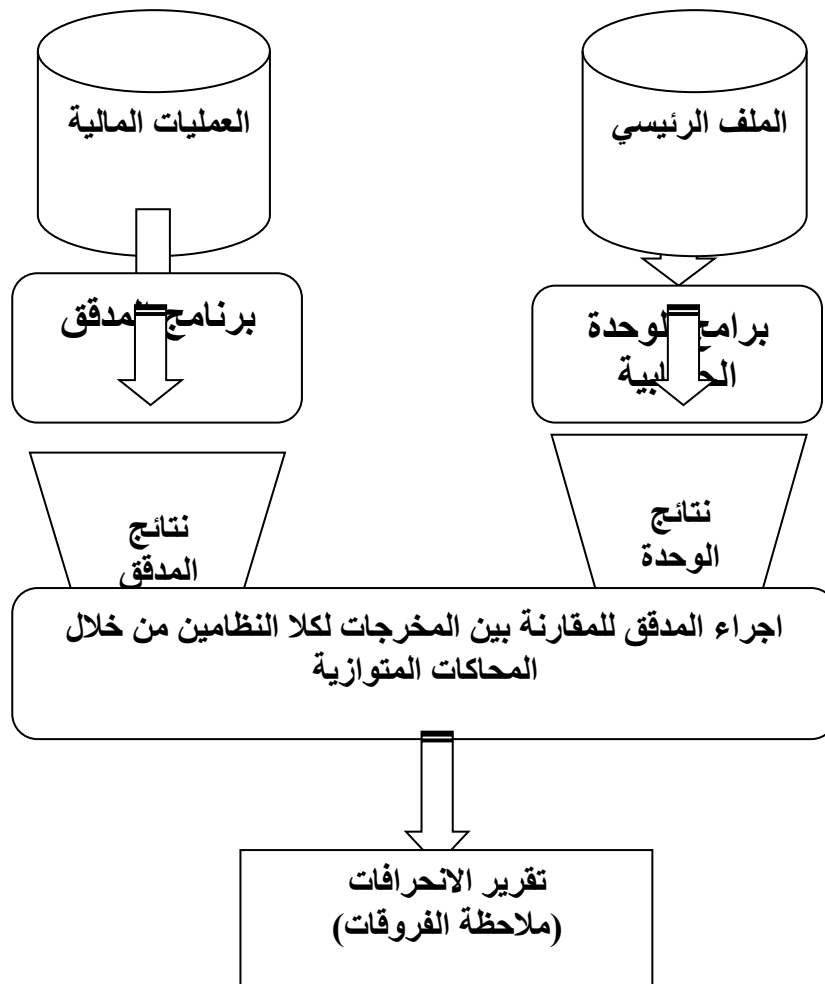 الملف الرئيسي
العمليات المالية
برامج الوحدة
الحسابية
برنامج المدقق
نتائج
الوحدة
نتائج
المدقق
اجراء المدقق للمقارنة بين المخرجات لكلا النظامين من خلال
المحاكات المتوازية
تقرير الانحرافات
(ملاحظة الفروقات)